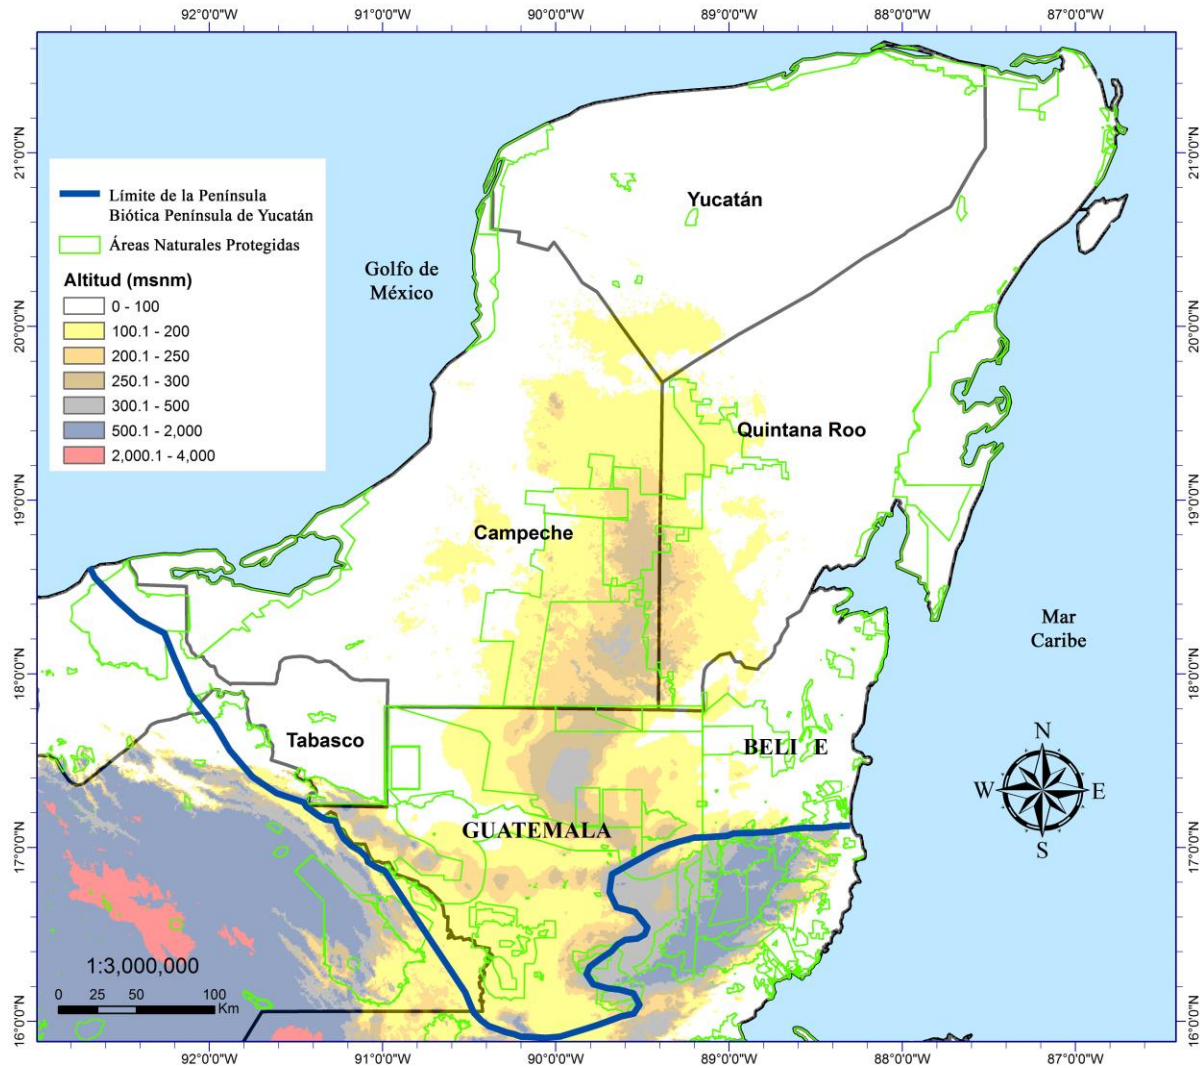 92°0'0"W 91°0'0"W 90°0'0"W 89°0'0"W 88°0'0"W 87°0'0"W
21°0'0"N
21°0'0"N
20°0'0"N
20°0'0"N
19°0'0"N
19°0'0"N
18°0'0"N
18°0'0"N
17°0'0"N
17°0'0"N
16°0'0"N
16°0'0"N
Límite de la Península
Biótica Península de Yucatán
Áreas Naturales Protegidas
Altitud (msnm)
0 - 100
100.1 - 200
200.1 - 250
250.1 - 300
300.1 - 500
500.1 - 2,000
2,000.1 - 4,000
Yucatán
Golfo de
México
Quintana Roo
Campeche
Mar
Caribe
Tabasco
BELI E
GUATEMALA
N
W E
S
1:3,000,000
0 25 50 100
Km
92°0'0"W 91°0'0"W 90°0'0"W 89°0'0"W 88°0'0"W 87°0'0"W